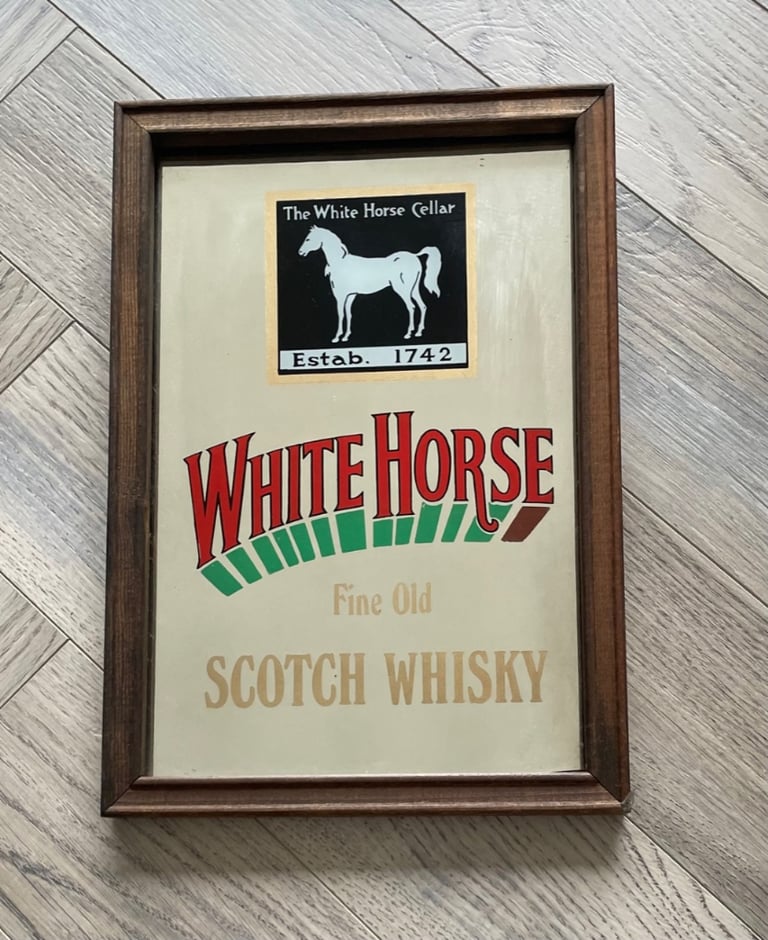 The White Horse Cellar
Estab. 1742
WHITE HORSE
Fine Old
SCOTCH WHISKY